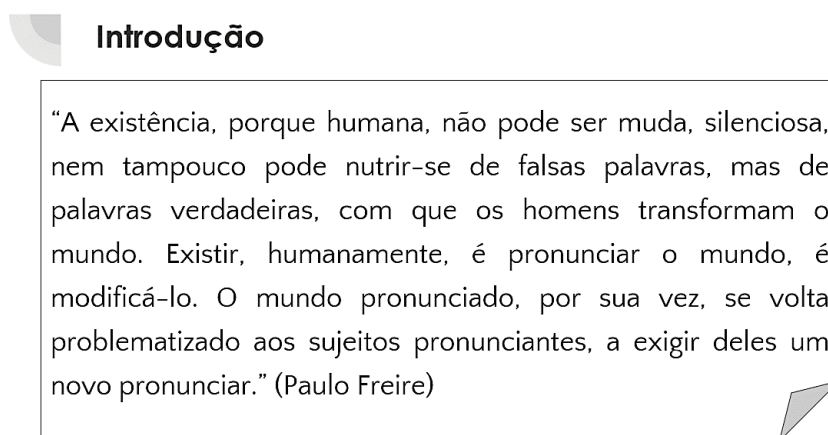 Introdução
“A existência, porque humana, não pode ser muda, silenciosa,
nem tampouco pode nutrir-se de falsas palavras, mas de
palavras verdadeiras, com que os homens transformam o
mundo. Existir, humanamente, é pronunciar o mundo, é
modificá-lo. O mundo pronunciado, por sua vez, se volta
problematizado aos sujeitos pronunciantes, a exigir deles um
novo pronunciar.” (Paulo Freire)